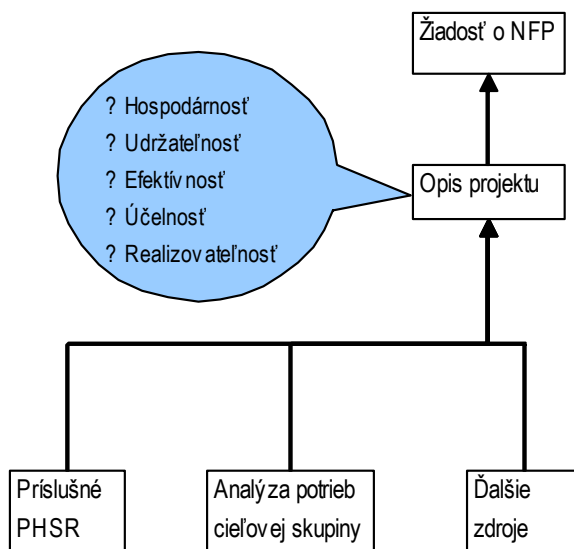 Žiadosť o NFP
? Hospodárnosť
? Udržateľnosť
? Efektívnosť
? Účelnosť
? Realizovateľnosť
Opis projektu
Príslušné
PHSR
Analýza potrieb
cieľovej skupiny
Ďalšie
zdroje